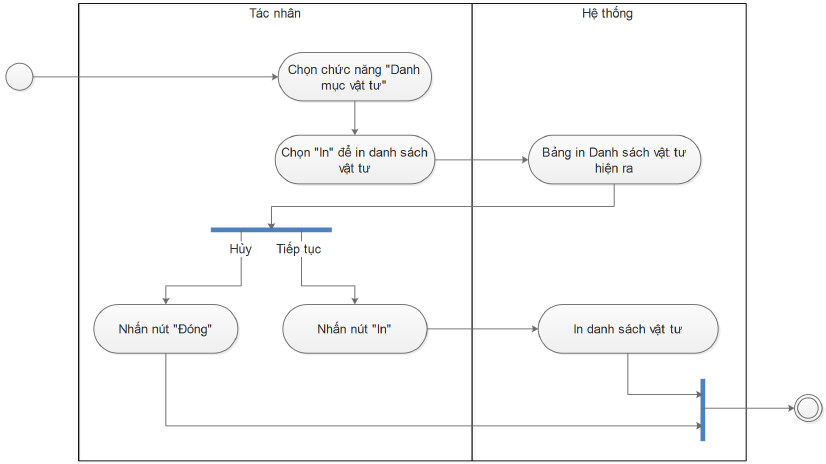 Tác nhân
Hệ thống
Chọn chức năng "Danh
mục vật tư"
Chọn "In" để in danh sách
vật tư
Bảng in Danh sách vật tư
hiện ra
Hủy
Tiếp tục
Nhấn nút "Đóng"
Nhấn nút "In"
In danh sách vật tư